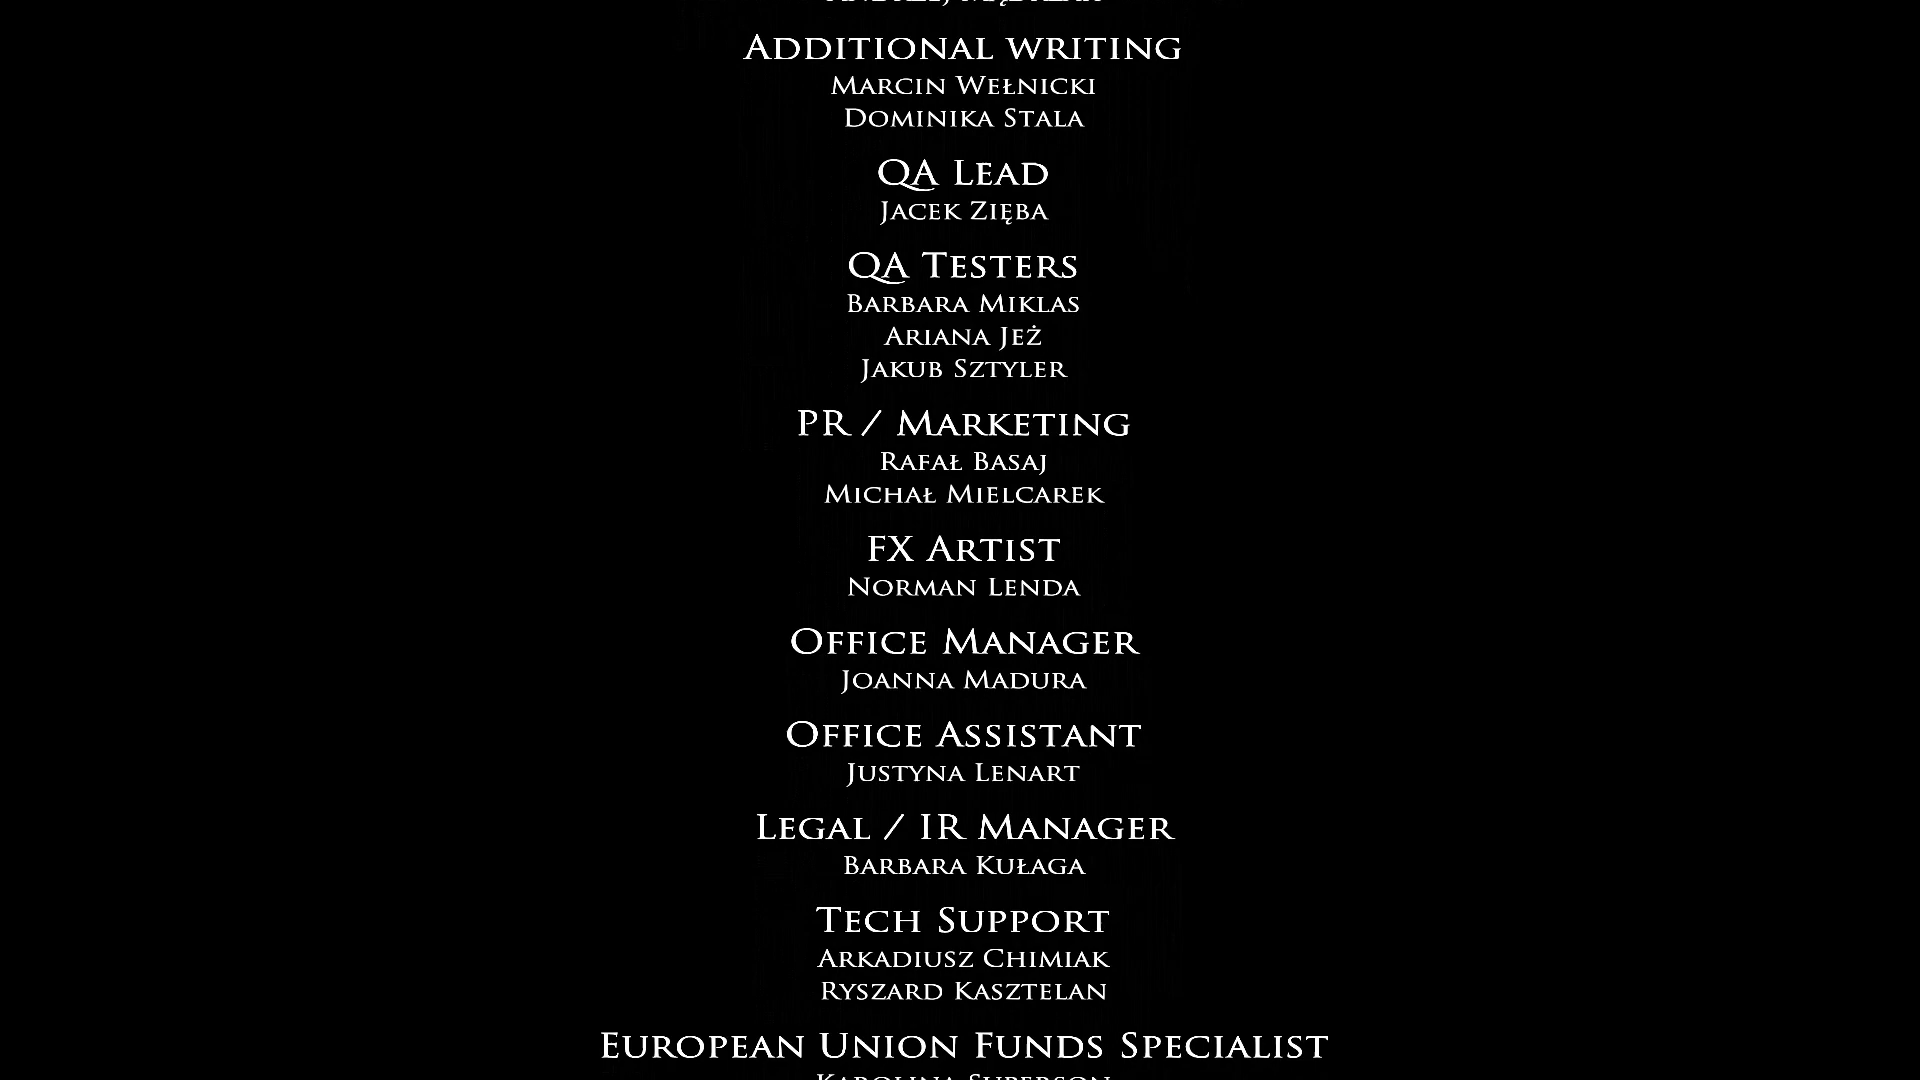 Additional writing
Marcin Wełnicki
Dominika Stala
QA Lead
Jacek Zięba
QA Testers
Barbara Miklas
Ariana Jeż
Jakub Sztyler
PR / Marketing
Rafał Basaj
Michał Mielcarek
FX Artist
Norman Lenda
Office Manager
Joanna Madura
Office Assistant
Justyna Lenart
Legal / IR Manager
Barbara Kułaga
Tech Support
Arkadiusz Chimiak
Ryszard Kasztelan
European Union Funds Specialist
Karolina Superson